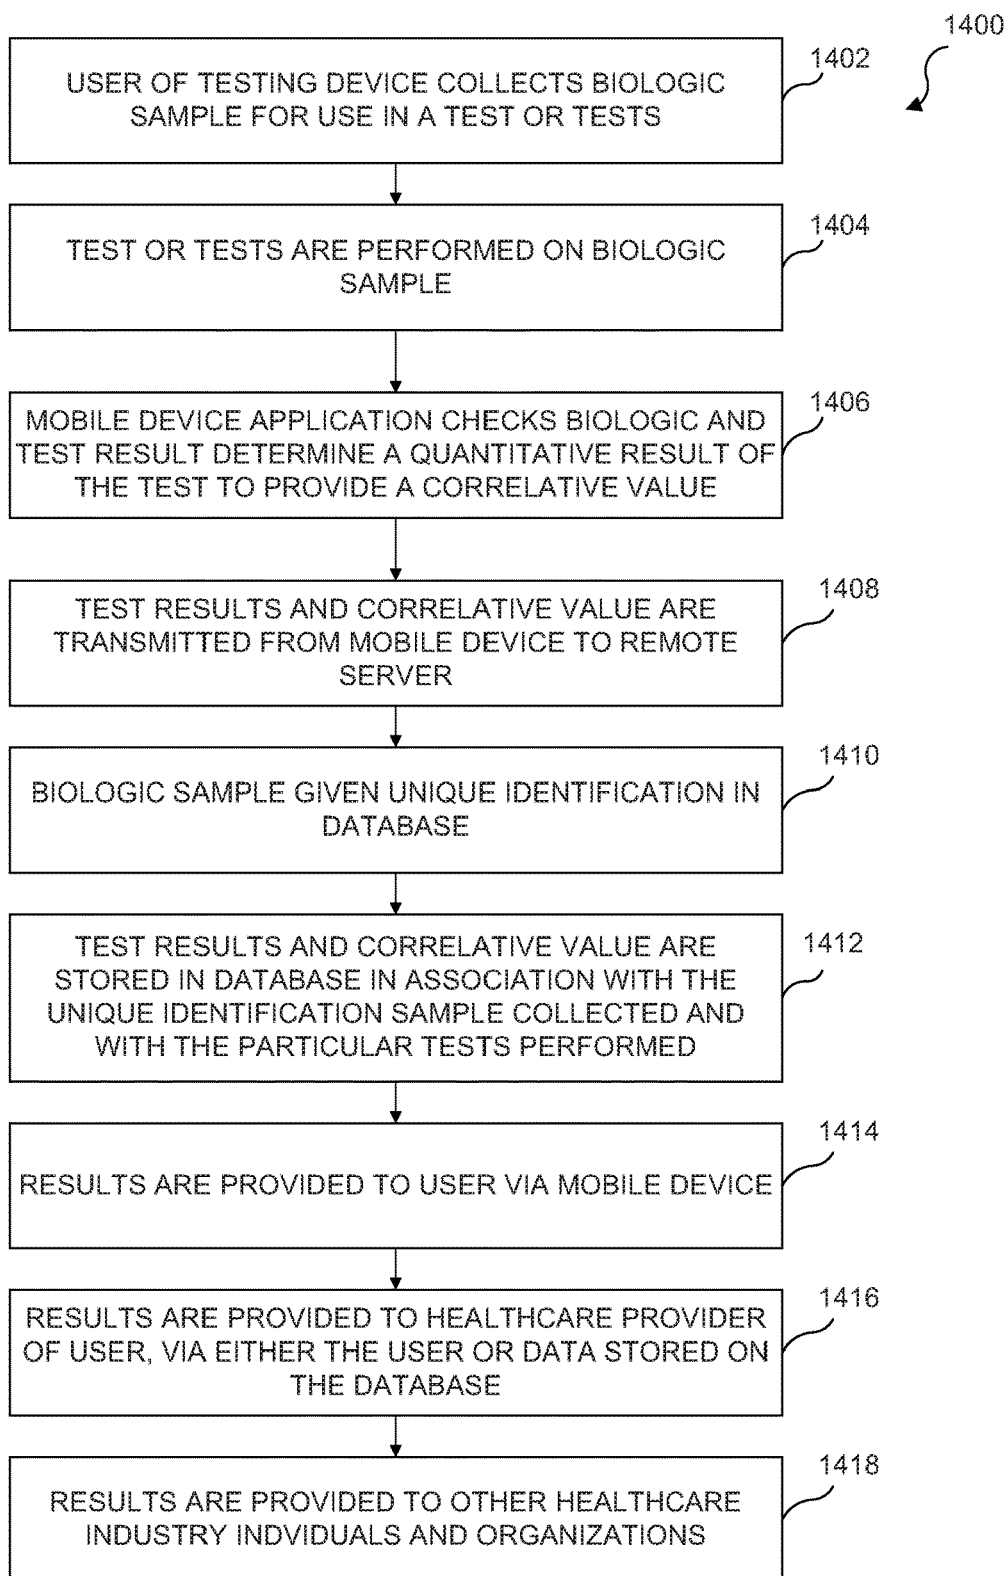 1400
1402
USER OF TESTING DEVICE COLLECTS BIOLOGIC
SAMPLE FOR USE IN A TEST OR TESTS
1404
TEST OR TESTS ARE PERFORMED ON BIOLOGIC
SAMPLE
1406
MOBILE DEVICE APPLICATION CHECKS BIOLOGIC AND
TEST RESULT DETERMINE A QUANTITATIVE RESULT OF
THE TEST TO PROVIDE A CORRELATIVE VALUE
1408
TEST RESULTS AND CORRELATIVE VALUE ARE
TRANSMITTED FROM MOBILE DEVICE TO REMOTE
SERVER
1410
BIOLOGIC SAMPLE GIVEN UNIQUE IDENTIFICATION IN
DATABASE
1412
TEST RESULTS AND CORRELATIVE VALUE ARE
STORED IN DATABASE IN ASSOCIATION WITH THE
UNIQUE IDENTIFICATION SAMPLE COLLECTED AND
WITH THE PARTICULAR TESTS PERFORMED
1414
RESULTS ARE PROVIDED TO USER VIA MOBILE DEVICE
1416
RESULTS ARE PROVIDED TO HEALTHCARE PROVIDER
OF USER, VIA EITHER THE USER OR DATA STORED ON
THE DATABASE
1418
RESULTS ARE PROVIDED TO OTHER HEALTHCARE
INDUSTRY INDVIDUALS AND ORGANIZATIONS